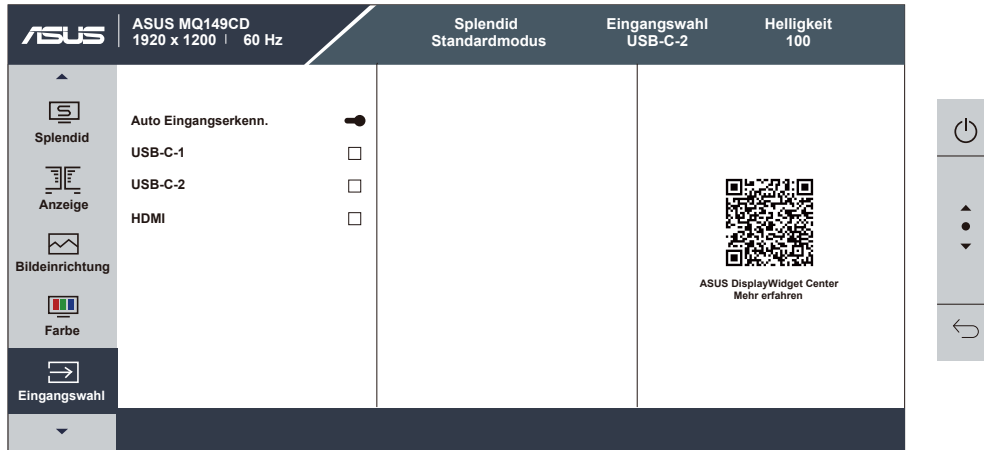 ASUS
ASUS MQ149CD
1920 x 1200 | 60 Hz
Splendid
Standardmodus
Eingangswahl
USB-C-2
Helligkeit
100
Splendid
Anzeige
Bildeinrichtung
Farbe
Eingangswahl
Auto Eingangserkenn.
USB-C-1
USB-C-2
HDMI
ASUS DisplayWidget Center
Mehr erfahren